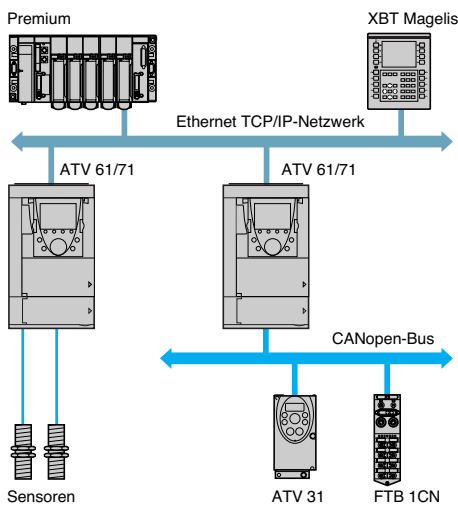 Premium
XBT Magelis
Ethernet TCP/IP-Netzwerk
ATV 61/71
ATV 61/71
CANopen-Bus
Sensoren
ATV 31
FTB 1CN